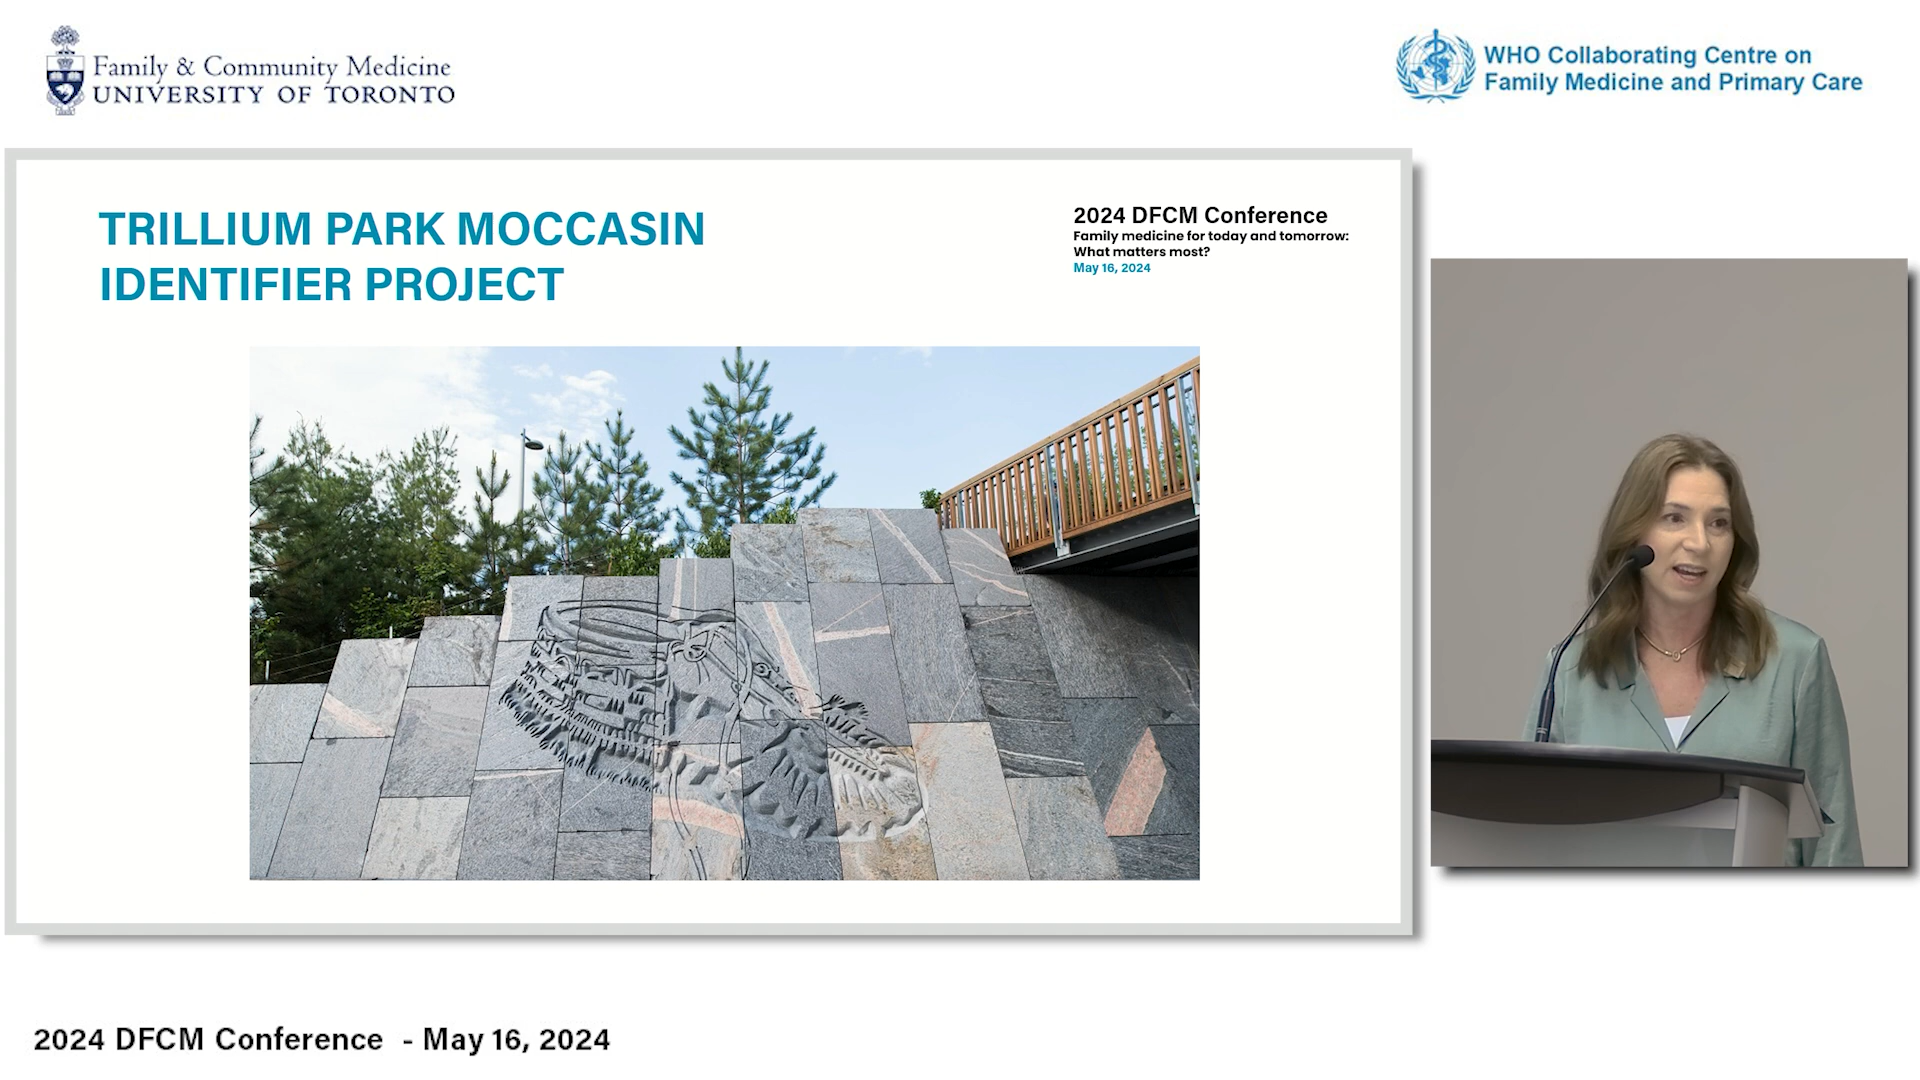 Family & Community Medicine
UNIVERSITY OF TORONTO
WHO Collaborating Centre on
Family Medicine and Primary Care
TRILLIUM PARK MOCCASIN
IDENTIFIER PROJECT
2024 DFCM Conference
Family medicine for today and tomorrow:
What matters most?
May 16, 2024
2024 DFCM Conference - May 16, 2024